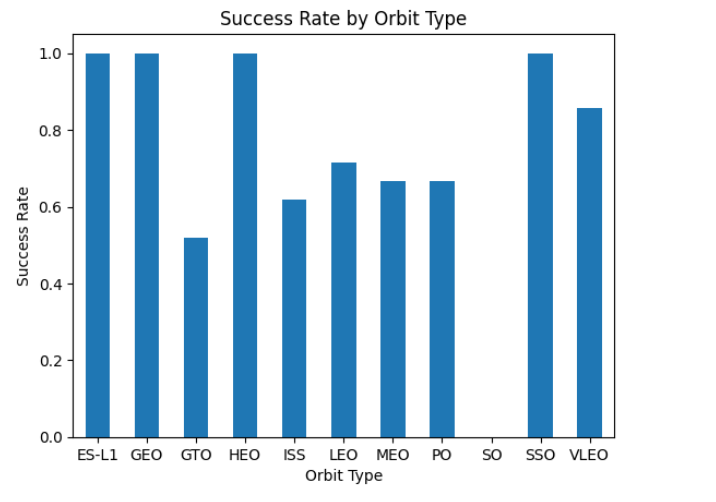 Success Rate by Orbit Type
1.0
0.8
0.6
0.4
0.2
0.0
Success Rate
ES-L1 GEO GTO HEO ISS LEO MEO PO SO SSO VLEO
Orbit Type